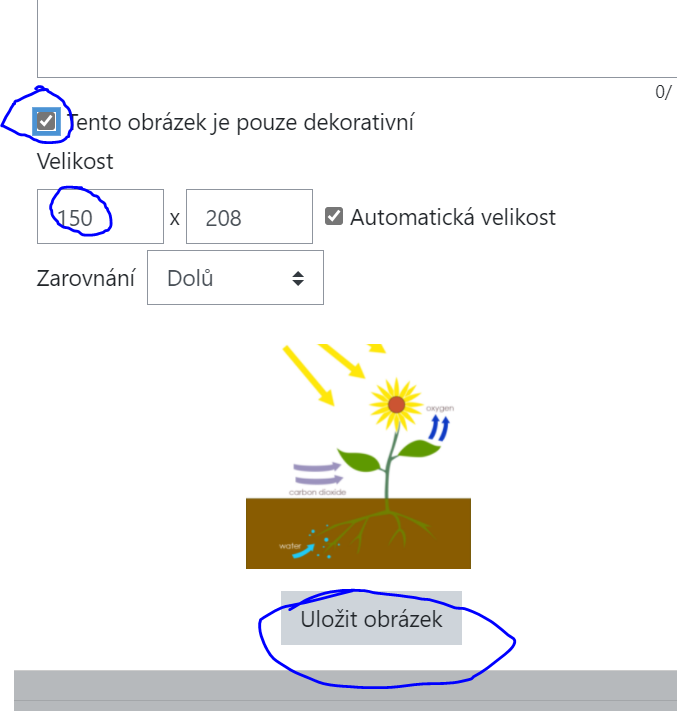 0/
Tento obrázek je pouze dekorativní
Velikost
150 x 208 Automatická velikost
Zarovnání Dolů
oxygen
carbon dioxide
water
Uložit obrázek